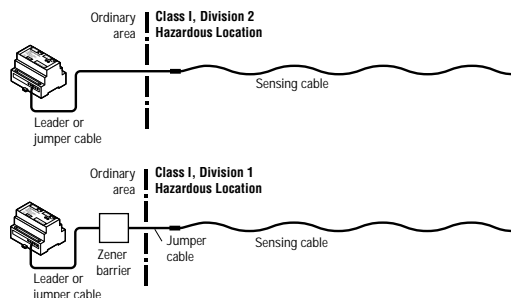 Ordinary
area
Class I, Division 2
Hazardous Location
Sensing cable
Leader or
jumper cable
Ordinary
area
Class I, Division 1
Hazardous Location
Zener
barrier
Jumper
cable
Sensing cable
Leader or
jumper cable